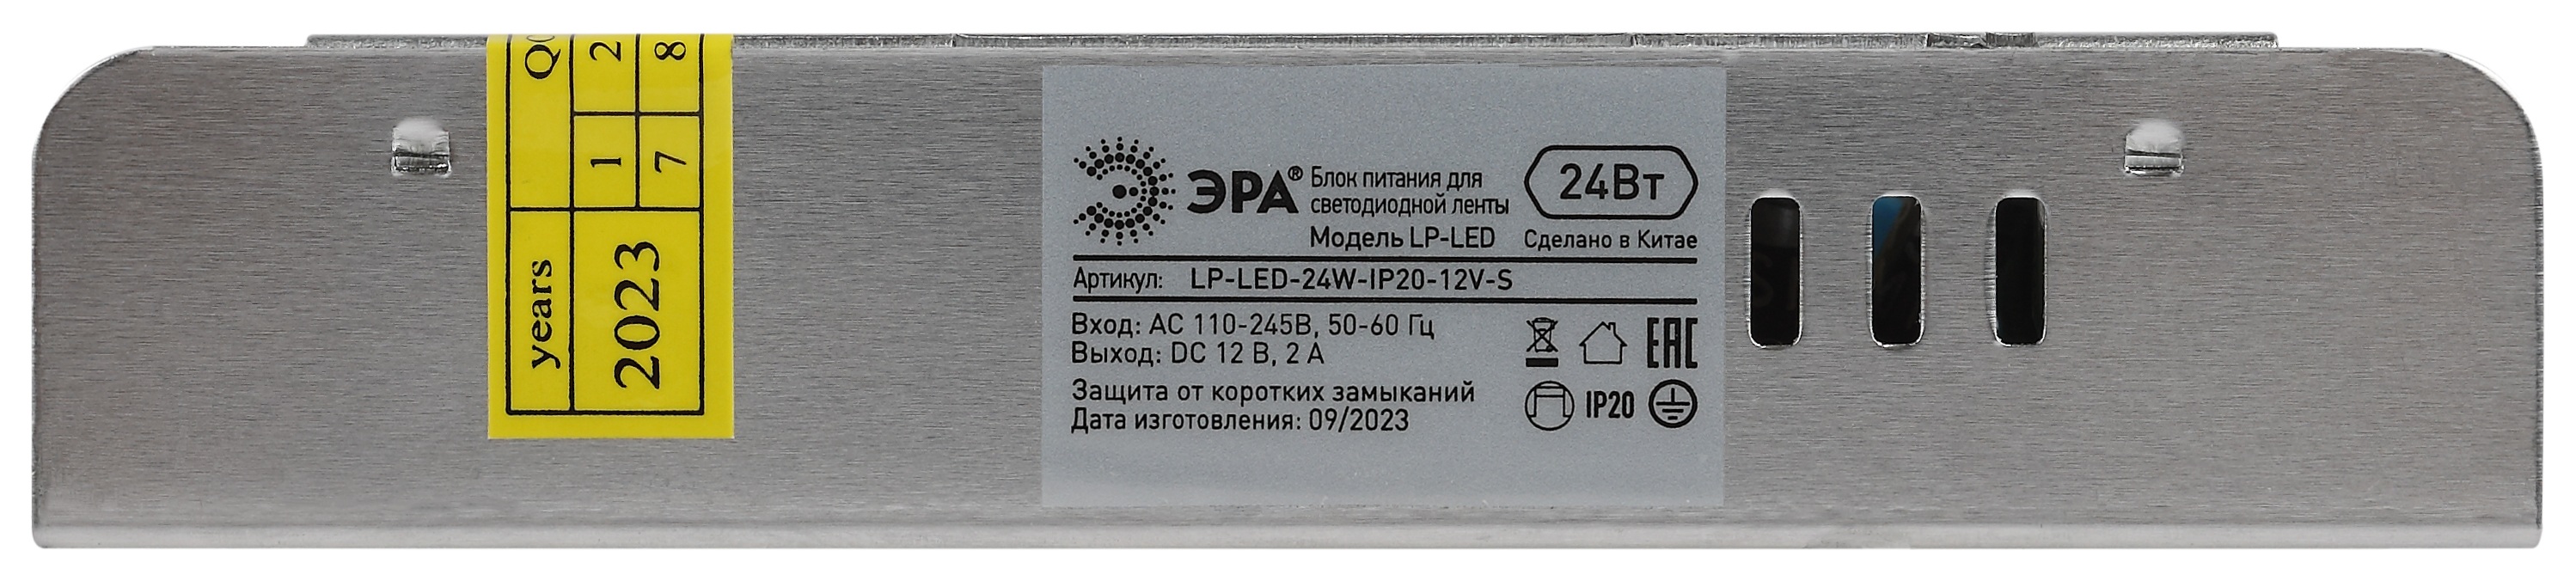 years
2023
QC
1 2
7 8
ЭРА®
Блок питания для
светодиодной ленты
Модель LP-LED
24Вт
Сделано в Китае
Артикул: LP-LED-24W-IP20-12V-S
Вход: AC 110-245В, 50-60 Гц
Выход: DC 12 В, 2 А
Защита от коротких замыканий
Дата изготовления: 09/2023
EAC
IP20